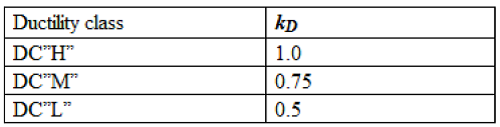 Ductility class kD
DC”H” 1.0
DC”M” 0.75
DC”L” 0.5